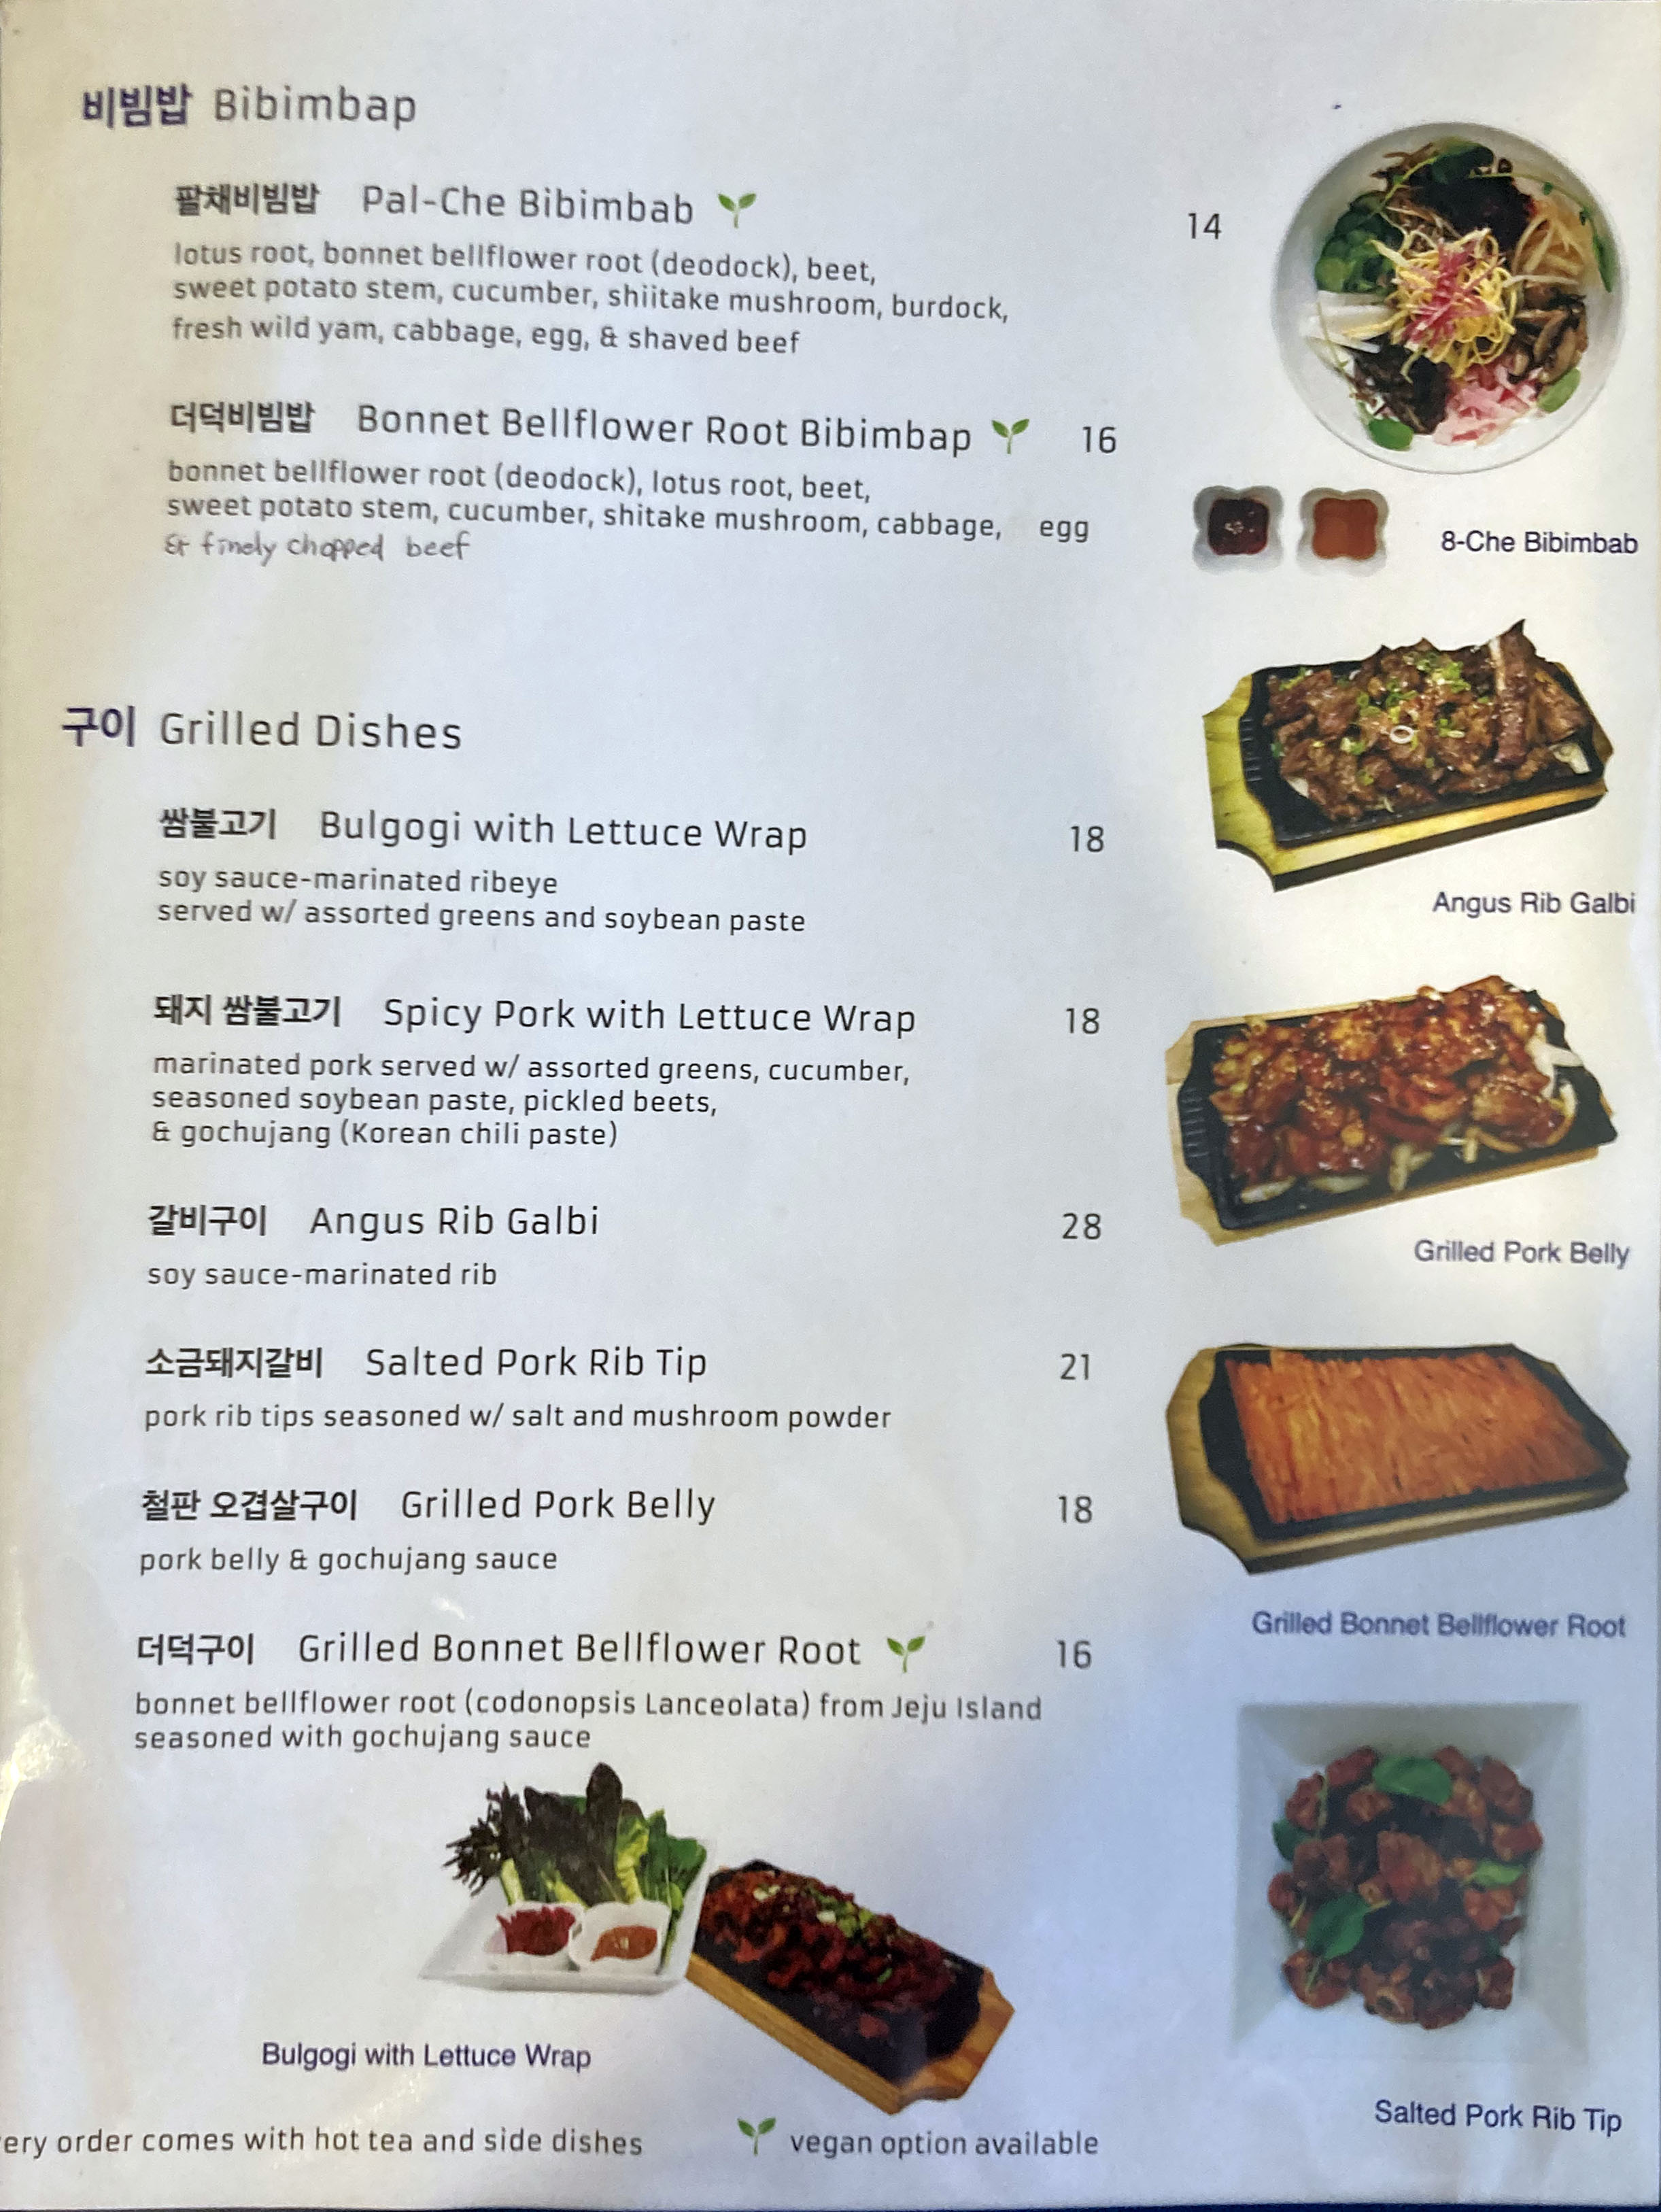 비빔밥 Bibimbap
팔채비빔밥 Pal-Che Bibimbab 14
lotus root, bonnet bellflower root (deodock), beet,
sweet potato stem, cucumber, shiitake mushroom, burdock,
fresh wild yam, cabbage, egg, & shaved beef
더덕비빔밥 Bonnet Bellflower Root Bibimbap 16
bonnet bellflower root (deodock), lotus root, beet,
sweet potato stem, cucumber, shitake mushroom, cabbage, egg
& finely chopped beef
8-Che Bibimbab
구이 Grilled Dishes
쌈불고기 Bulgogi with Lettuce Wrap 18
soy sauce-marinated ribeye
served w/ assorted greens and soybean paste
Angus Rib Galbi
돼지 쌈불고기 Spicy Pork with Lettuce Wrap 18
marinated pork served w/ assorted greens, cucumber,
seasoned soybean paste, pickled beets,
& gochujang (Korean chili paste)
갈비구이 Angus Rib Galbi 28
soy sauce-marinated rib
Grilled Pork Belly
소금돼지갈비 Salted Pork Rib Tip 21
pork rib tips seasoned w/ salt and mushroom powder
철판 오겹살구이 Grilled Pork Belly 18
pork belly & gochujang sauce
더덕구이 Grilled Bonnet Bellflower Root 16
bonnet bellflower root (codonopsis Lanceolata) from Jeju Island
seasoned with gochujang sauce
Grilled Bonnet Bellflower Root
Bulgogi with Lettuce Wrap
Salted Pork Rib Tip
ery order comes with hot tea and side dishes
vegan option available